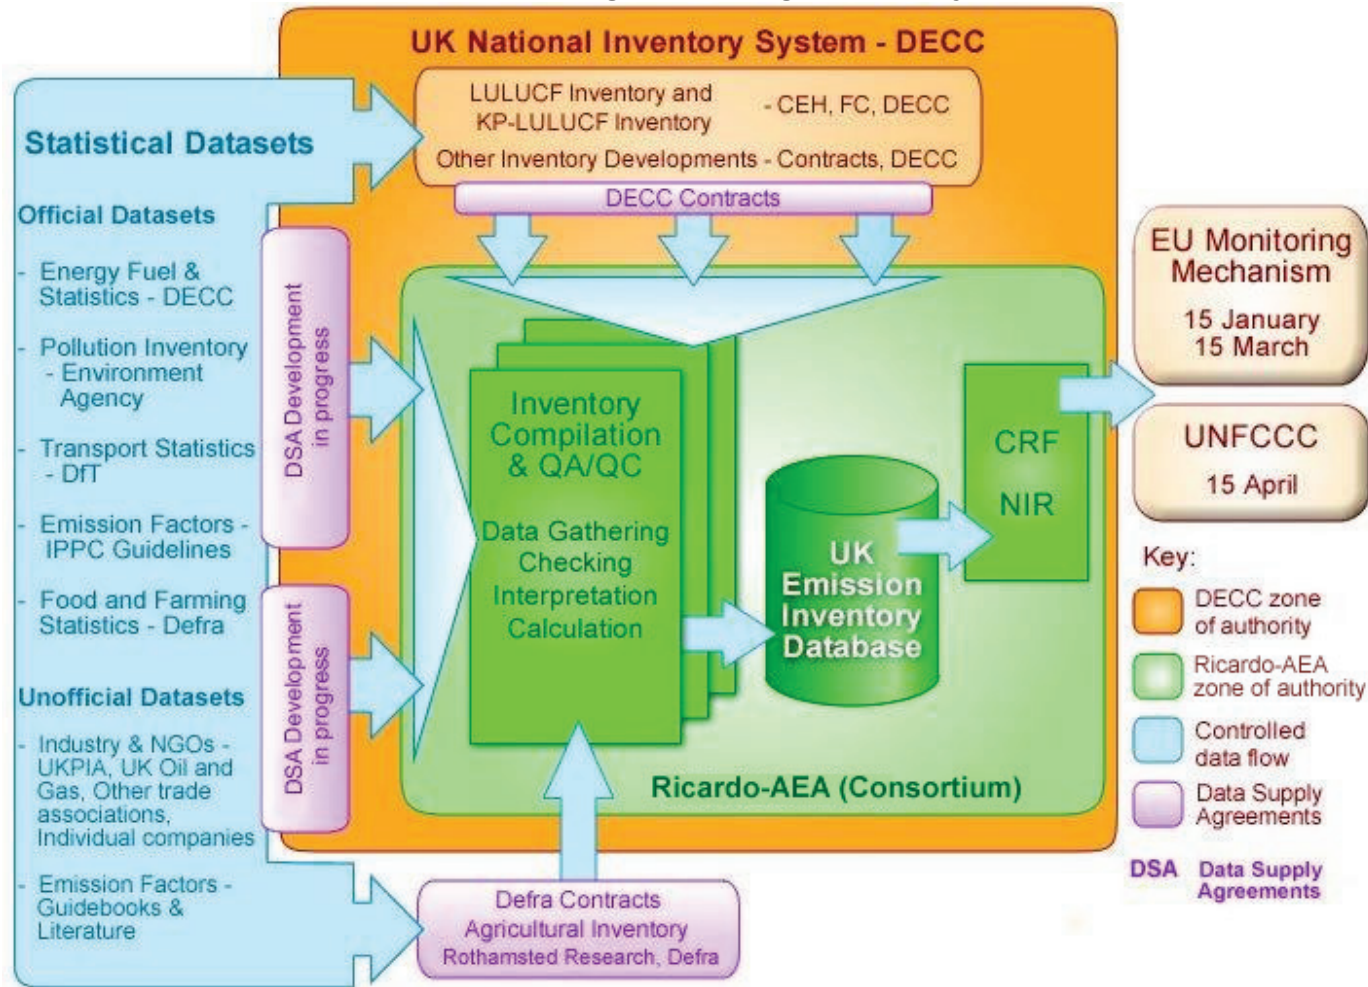 UK National Inventory System - DECC
LULUCF Inventory and
KP-LULUCF Inventory
- CEH, FC, DECC
Other Inventory Developments - Contracts, DECC
DECC Contracts
Statistical Datasets
Official Datasets
- Energy Fuel &
Statistics - DECC
- Pollution Inventory
- Environment
Agency
- Transport Statistics
- DfT
- Emission Factors -
IPPC Guidelines
- Food and Farming
Statistics - Defra
Unofficial Datasets
- Industry & NGOs -
UKPIA, UK Oil and
Gas, Other trade
associations,
Individual companies
- Emission Factors -
Guidebooks &
Literature
DSA Development
in progress
DSA Development
in progress
Inventory
Compilation
& QA/QC
Data Gathering
Checking
Interpretation
Calculation
UK
Emission
Inventory
Database
CRF
NIR
Ricardo-AEA (Consortium)
Defra Contracts
Agricultural Inventory
Rothamsted Research, Defra
EU Monitoring
Mechanism
15 January
15 March
UNFCCC
15 April
Key:
DECC zone
of authority
Ricardo-AEA
zone of authority
Controlled
data flow
Data Supply
Agreements
DSA Data Supply
Agreements